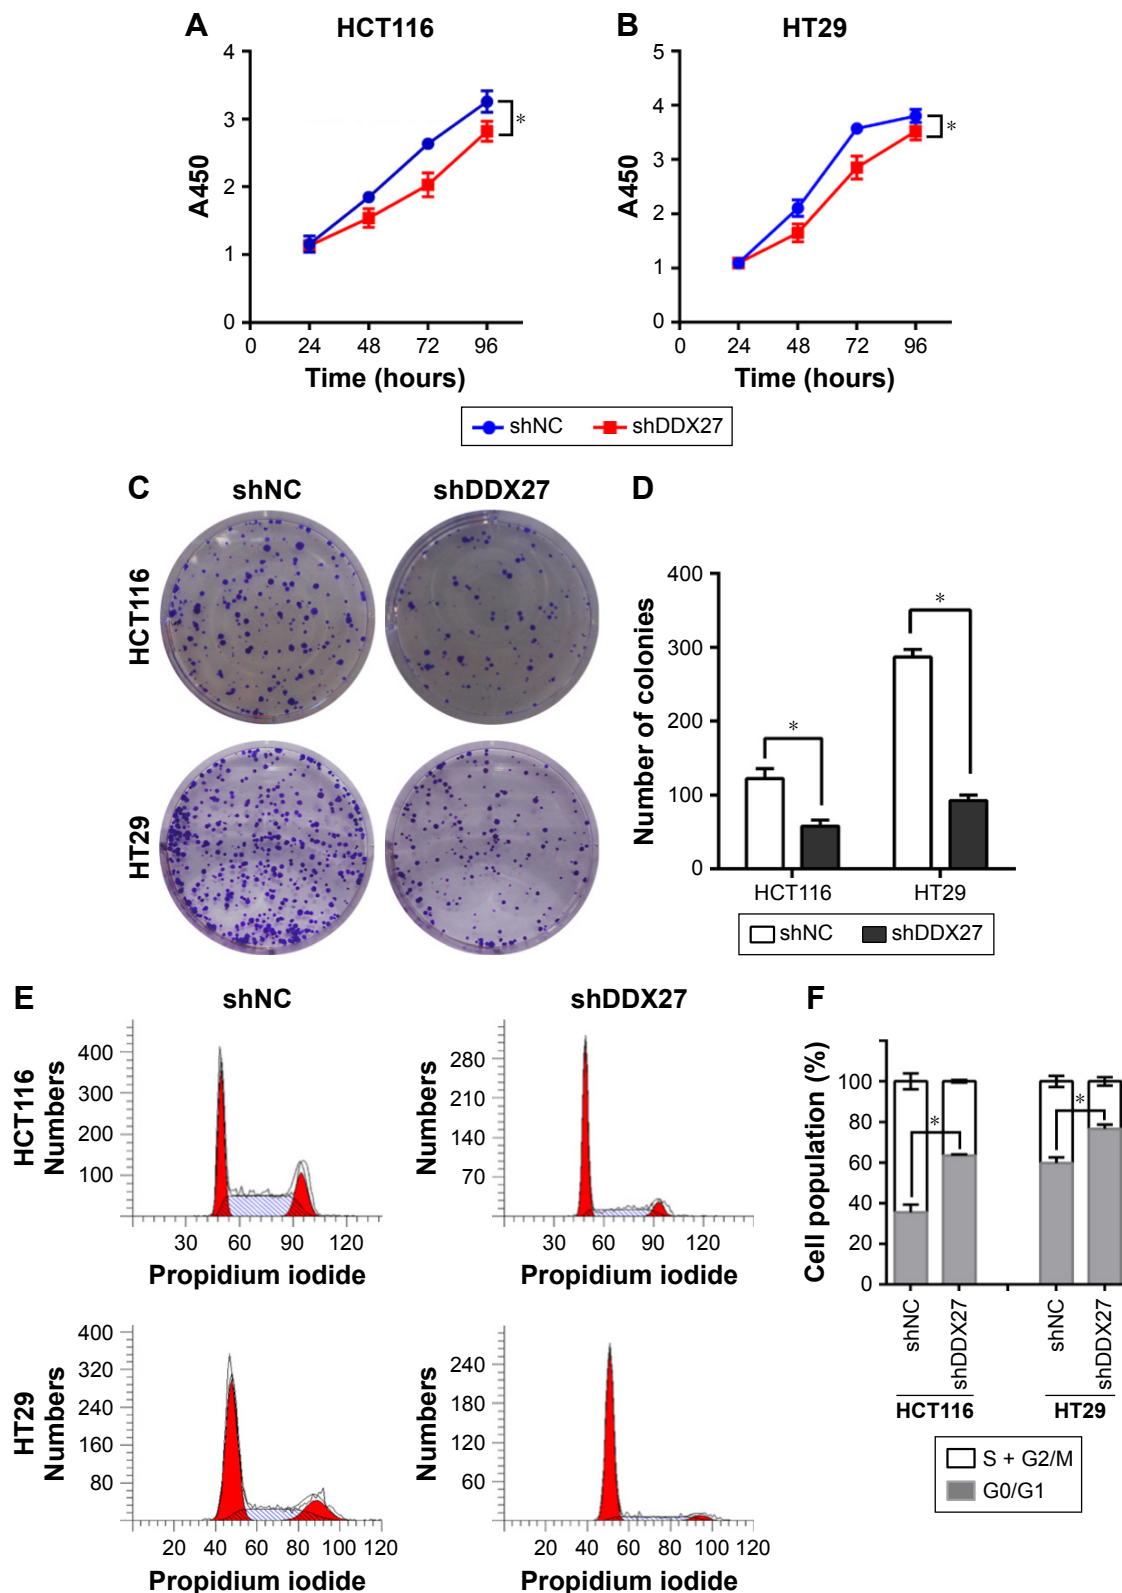 A HCT116
4
3
2
1
0
A450
0 24 48 72 96
Time (hours)
*
B HT29
5
4
3
2
1
0
A450
0 24 48 72 96
Time (hours)
*
shNC shDDX27
C shNC shDDX27
HCT116
HT29
D
400
300
200
100
0
Number of colonies
* *
HCT116 HT29
shNC shDDX27
E shNC shDDX27
HCT116
Numbers
400
300
200
100
30 60 90 120
Propidium iodide
Numbers
280
210
140
70
30 60 90 120
Propidium iodide
HT29
Numbers
400
320
240
160
80
20 40 60 80 100 120
Propidium iodide
Numbers
240
180
120
60
20 40 60 80 100 120
Propidium iodide
F
Cell population (%)
100
80
60
40
20
0
* *
shNC shDDX27 shNC shDDX27
HCT116 HT29
S + G2/M
G0/G1